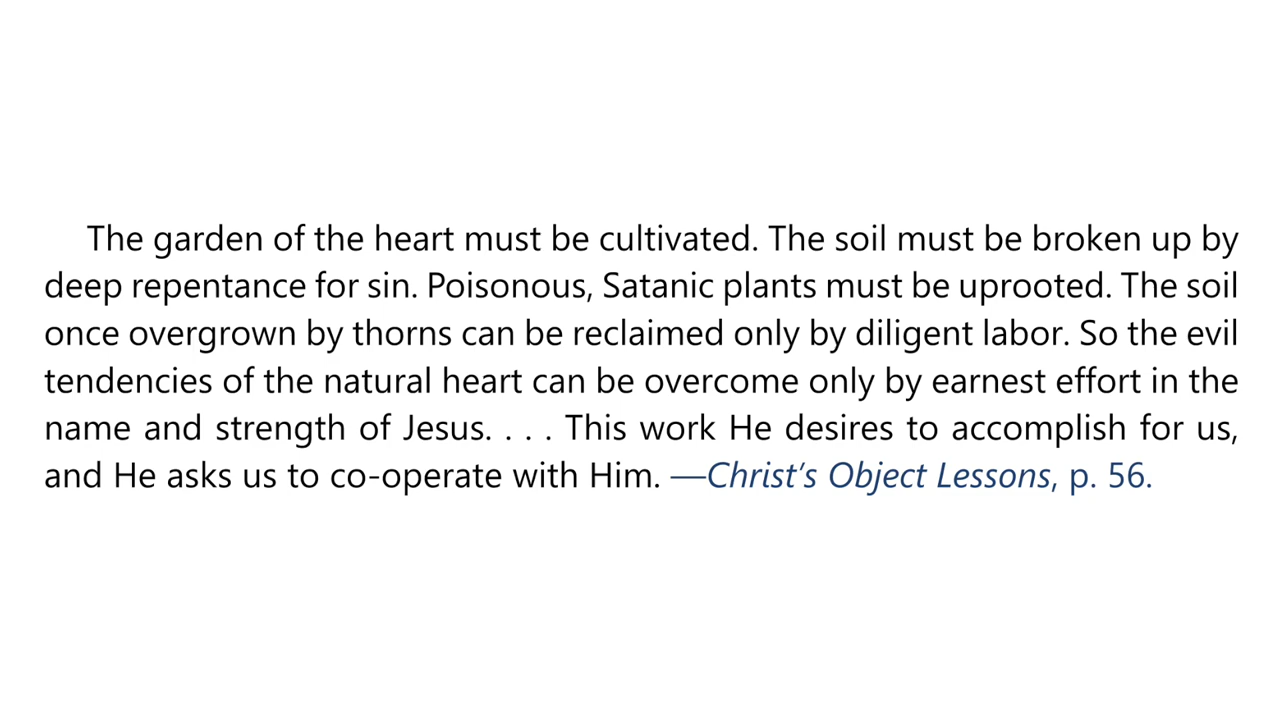 The garden of the heart must be cultivated. The soil must be broken up by
deep repentance for sin. Poisonous, Satanic plants must be uprooted. The soil
once overgrown by thorns can be reclaimed only by diligent labor. So the evil
tendencies of the natural heart can be overcome only by earnest effort in the
name and strength of Jesus. . . . This work He desires to accomplish for us,
and He asks us to co-operate with Him. —Christ’s Object Lessons, p. 56.